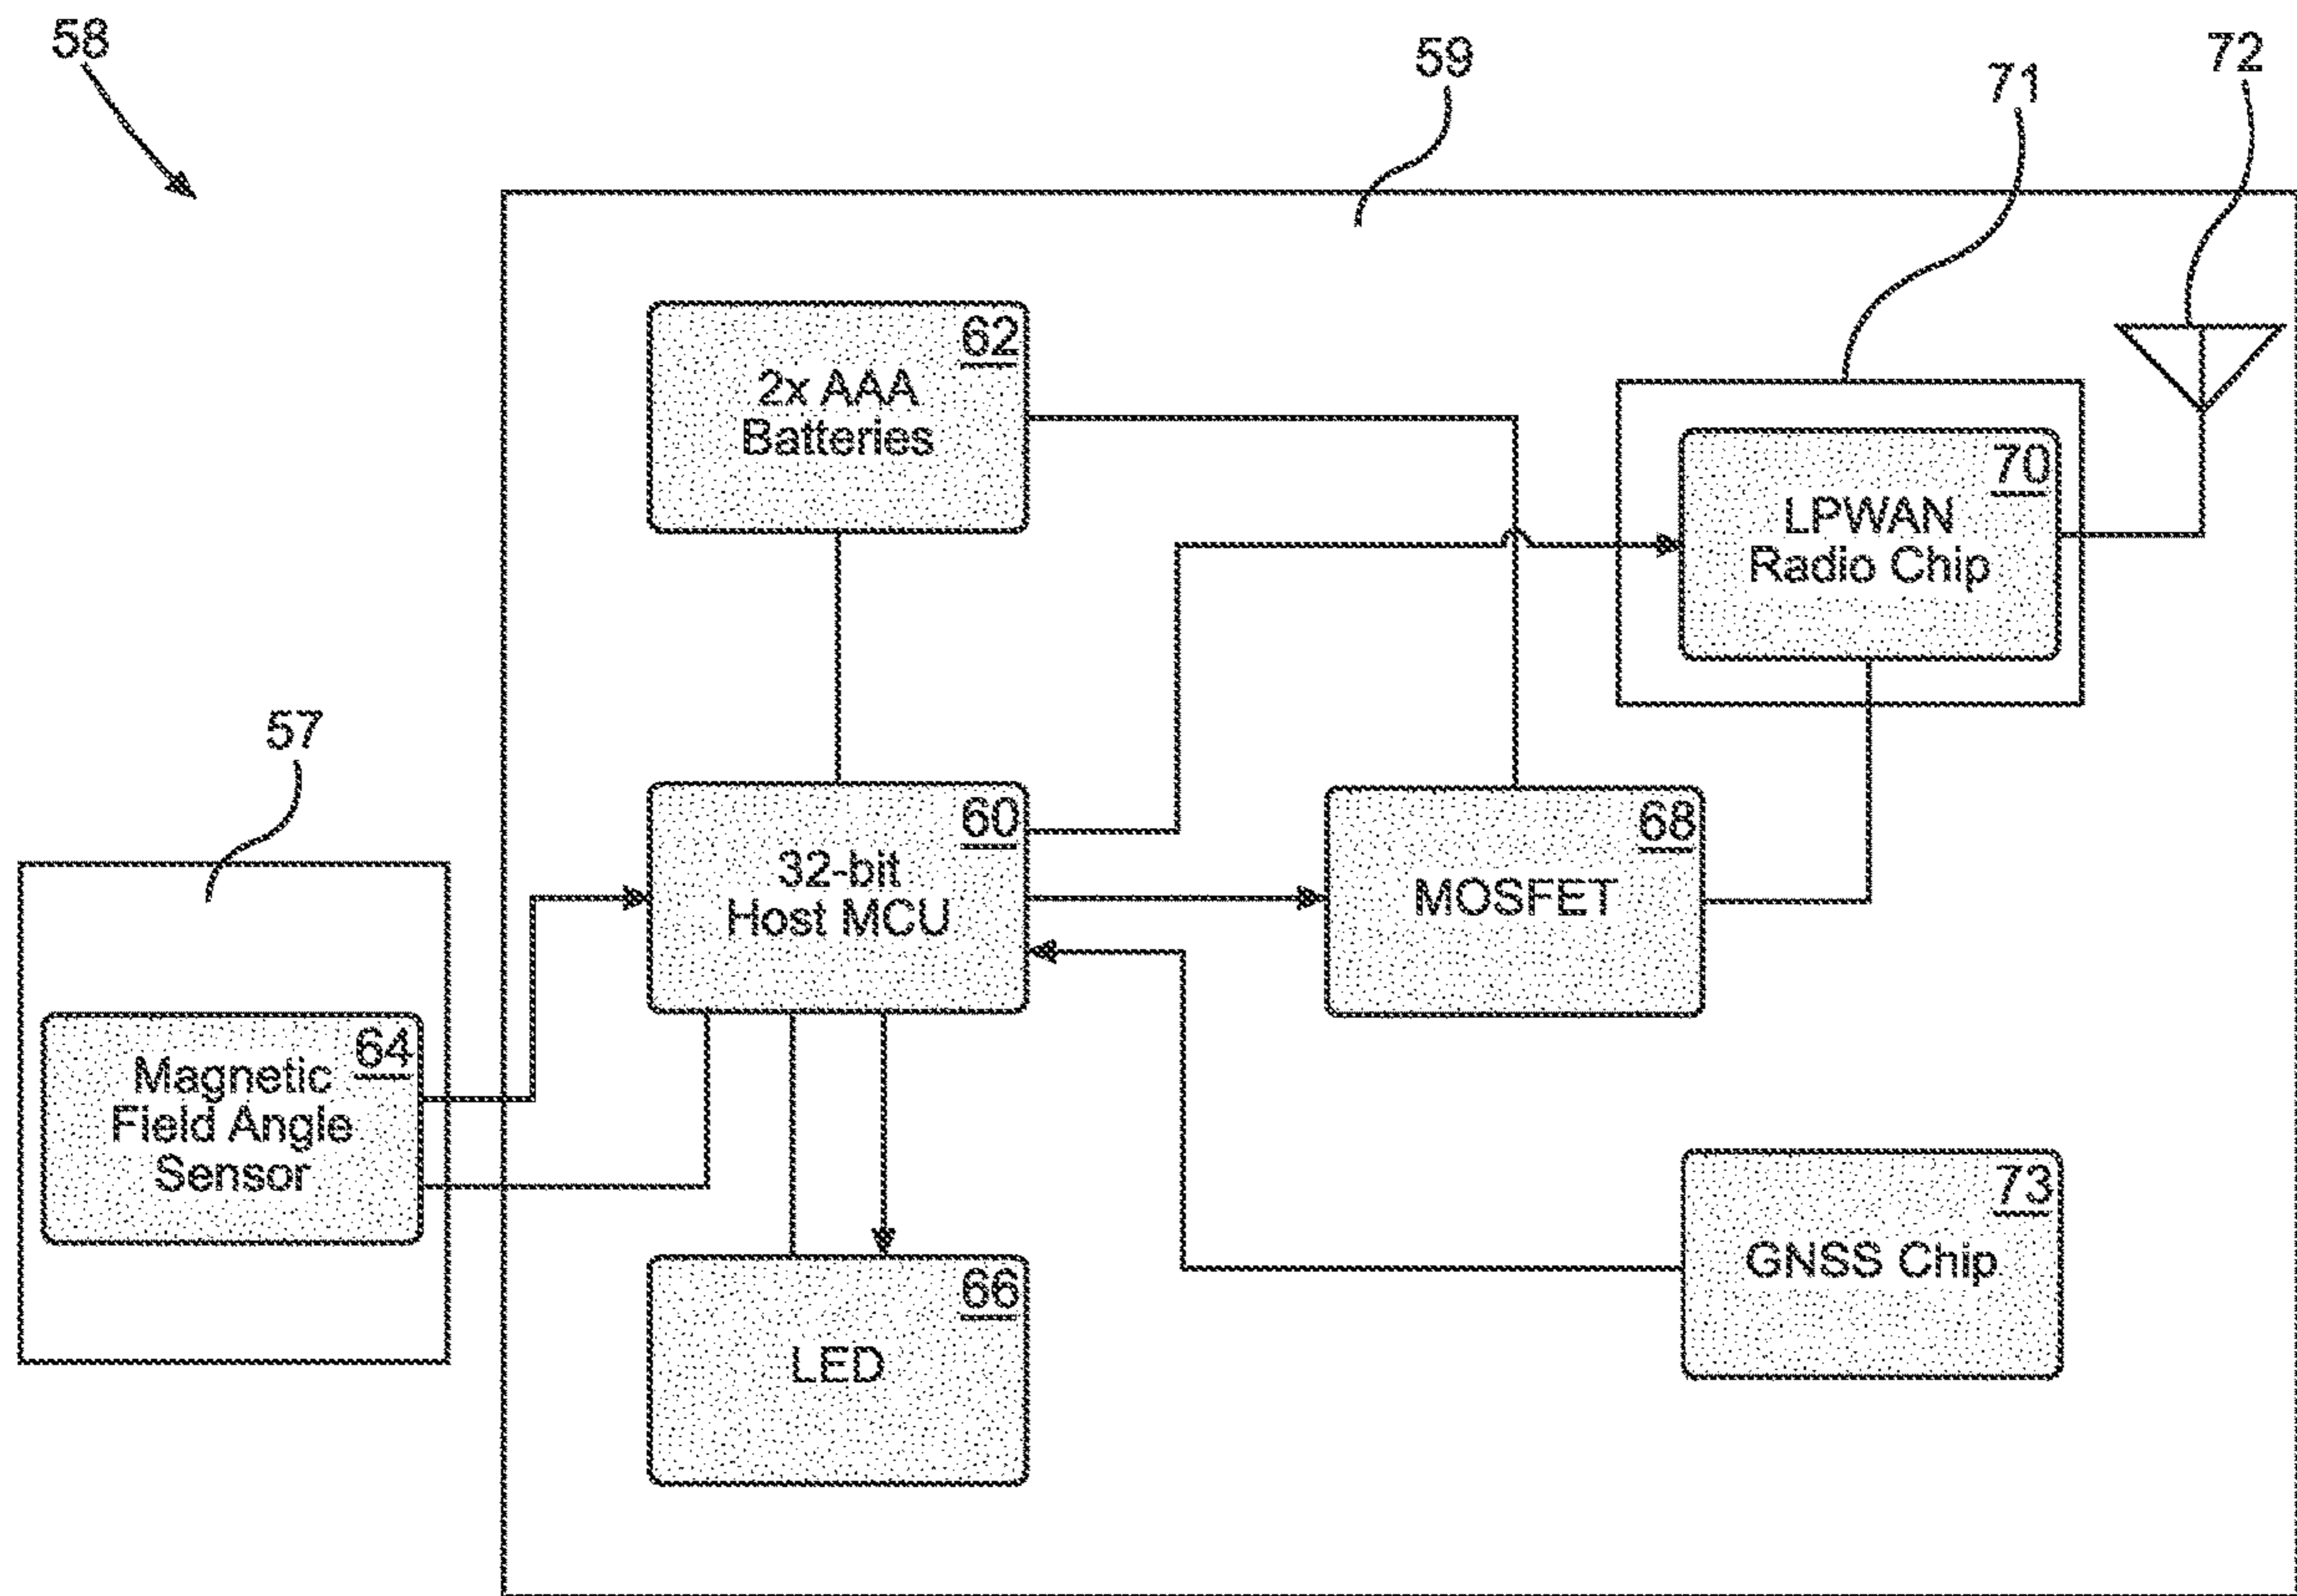 58
59
71
72
62
2x AAA
Batteries
70
LPWAN
Radio Chip
57
60
32-bit
Host MCU
68
MOSFET
64
Magnetic
Field Angle
Sensor
73
GNSS Chip
66
LED